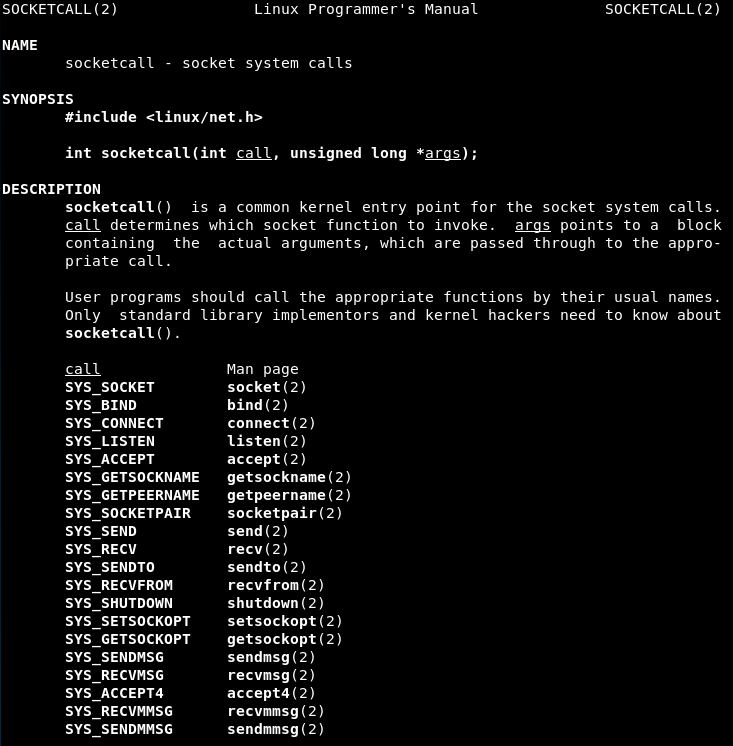 SOCKETCALL(2)               Linux Programmer's Manual              SOCKETCALL(2)
NAME
       socketcall - socket system calls
SYNOPSIS
       #include <linux/net.h>
       int socketcall(int call, unsigned long *args);
DESCRIPTION
       socketcall()  is a common kernel entry point for the socket system calls.
       call determines which socket function to invoke.  args points to a  block
       containing  the  actual arguments, which are passed through to the appro-
       priate call.
       User programs should call the appropriate functions by their usual names.
       Only  standard library implementors and kernel hackers need to know about
       socketcall().
       call              Man page
       SYS_SOCKET        socket(2)
       SYS_BIND          bind(2)
       SYS_CONNECT       connect(2)
       SYS_LISTEN        listen(2)
       SYS_ACCEPT        accept(2)
       SYS_GETSOCKNAME   getsockname(2)
       SYS_GETPEERNAME   getpeername(2)
       SYS_SOCKETPAIR    socketpair(2)
       SYS_SEND          send(2)
       SYS_RECV          recv(2)
       SYS_SENDTO        sendto(2)
       SYS_RECVFROM      recvfrom(2)
       SYS_SHUTDOWN      shutdown(2)
       SYS_SETSOCKOPT    setsockopt(2)
       SYS_GETSOCKOPT    getsockopt(2)
       SYS_SENDMSG       sendmsg(2)
       SYS_RECVMSG       recvmsg(2)
       SYS_ACCEPT4       accept4(2)
       SYS_RECVMMSG      recvmmsg(2)
       SYS_SENDMMSG      sendmmsg(2)